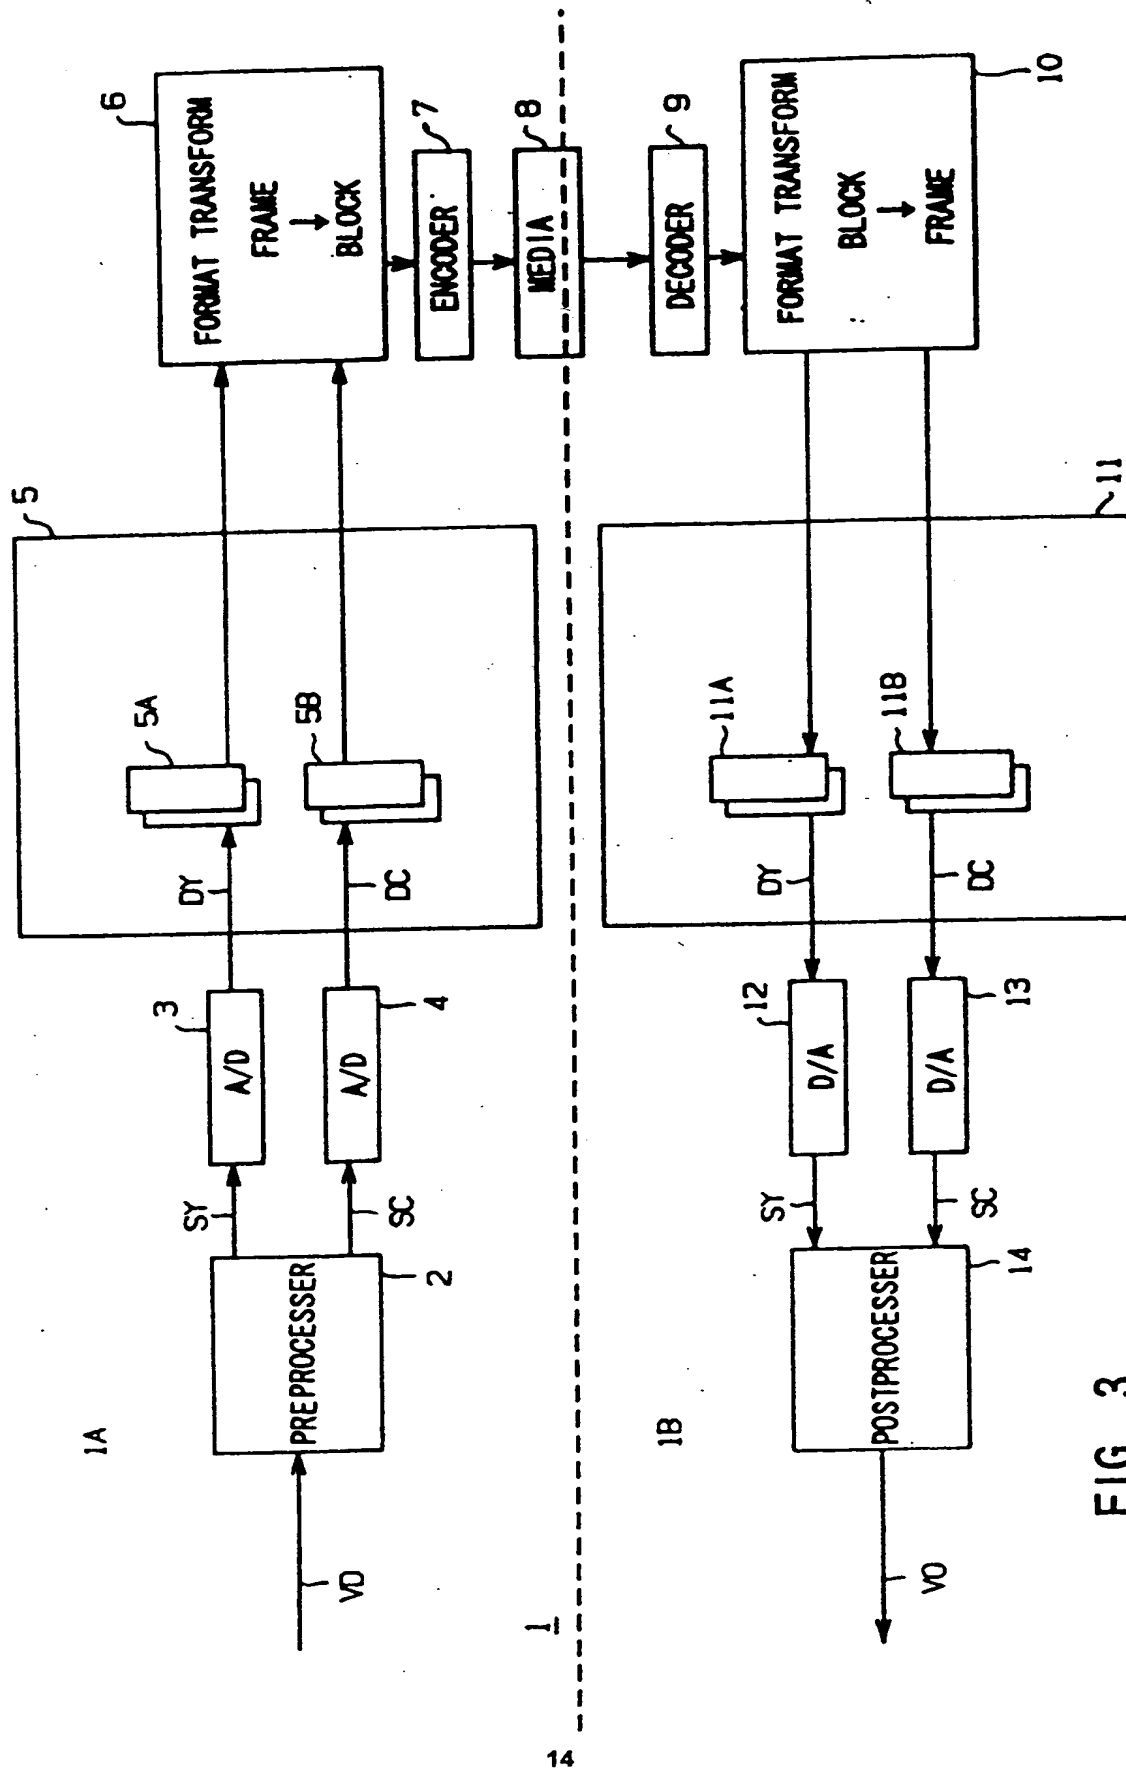 1A
VD
PREPROCESSER
2
SY
SC
3
A/D
A/D
4
5
DY
DC
5A
5B
6
FORMAT TRANSFORM
FRAME
BLOCK
ENCODER
7
MEDIA
8
1
DECODER
9
FORMAT TRANSFORM
BLOCK
FRAME
10
11
11A
11B
DY
DC
12
D/A
D/A
13
SY
SC
1B
POSTPROCESSER
14
VO
FIG. 3
14